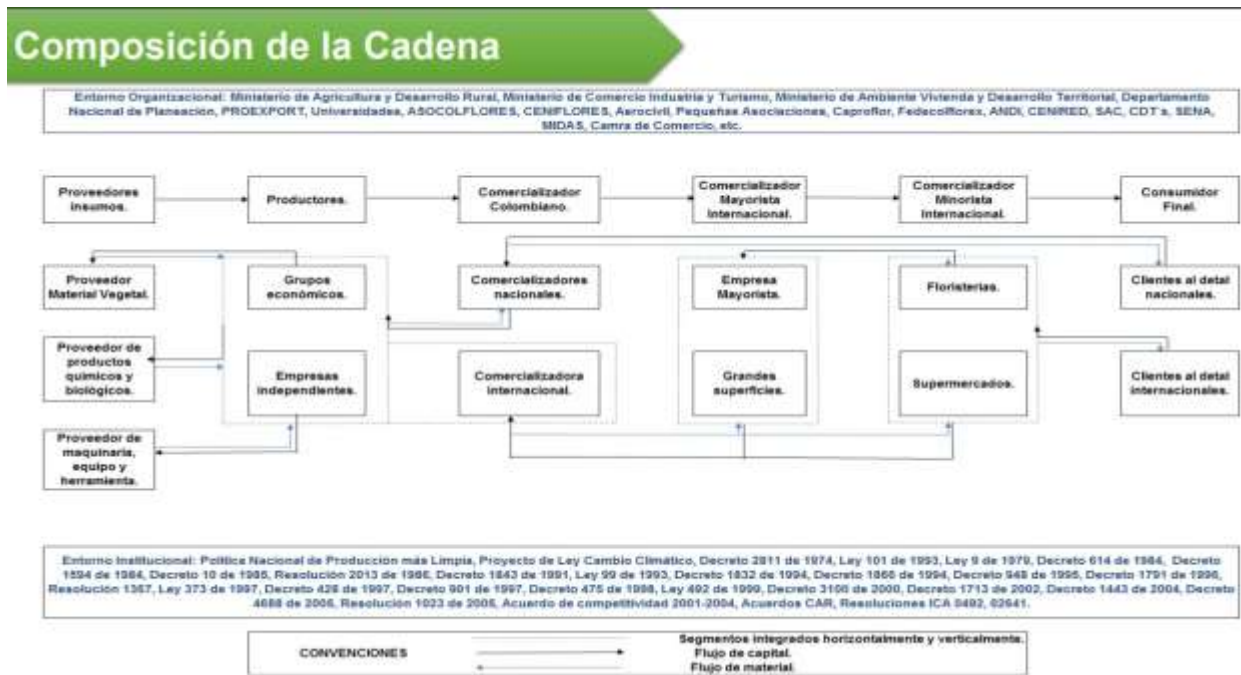 Composición de la Cadena
Entorno Organizacional: Ministerio de Agricultura y Desarrollo Rural, Ministerio de Comercio Industria y Turismo, Ministerio de Ambiente Vivienda y Desarrollo Territorial, Departamento
Nacional de Planeación, PROEXPORT, Universidades, ASOCOLFLORES, CENIFLORES, Aerocivil, Pequeñas Asociaciones, Caproflor, Fedecolflorex, ANDI, CENIRED, SAC, CDT's, SENA,
MIDAS, Camra de Comercio, etc.
Proveedores
insumos.
Productores.
Comercializador
Colombiano.
Comercializador
Mayorista
Internacional.
Comercializador
Minorista
Internacional.
Consumidor
Final.
Proveedor
Material Vegetal.
Grupos
económicos.
Comercializadores
nacionales.
Empresa
Mayorista.
Floristerias.
Clientes al detal
nacionales.
Proveedor de
productos
químicos y
biológicos.
Empresas
independientes.
Comercializadora
internacional.
Grandes
superficies.
Supermercados.
Clientes al detal
internacionales.
Proveedor de
maquinaria,
equipo y
herramienta.
Entorno Institucional: Política Nacional de Producción más Limpia, Proyecto de Ley Cambio Climático, Decreto 2811 de 1974, Ley 101 de 1993, Ley 9 de 1979, Decreto 614 de 1984, Decreto
1594 de 1984, Decreto 10 de 1985, Resolución 2013 de 1986, Decreto 1843 de 1991, Ley 99 de 1993, Decreto 1832 de 1994, Decreto de 1994, Decreto 948 de 1995, Decreto 1791 de 1996,
Resolución Ley 373 de 1997, Decreto de 1997, Decreto 901 de 1997, Decreto 475 de 1998, Ley de 1999, Decreto 3100 de 2000, Decreto 1713 de 2002, Decreto 1443 de 2004, Decreto
de Resolución 1023 de 2005, Acuerdo de competitividad 2001-2004, Acuerdos CAR, Resoluciones ICA 02641.
CONVENCIONES
Segmentos integrados horizontalmente y verticalmente.
Flujo de capital.
Flujo de material.